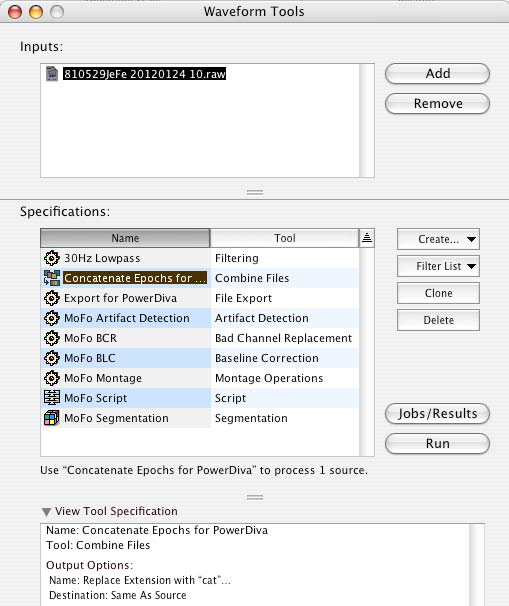 Waveform Tools
Inputs:
810529JeFe 20120124 10.raw
Add
Remove
Specifications:
Name Tool
30Hz Lowpass Filtering
Concatenate Epochs for ... Combine Files
Export for PowerDiva File Export
MoFo Artifact Detection Artifact Detection
MoFo BCR Bad Channel Replacement
MoFo BLC Baseline Correction
MoFo Montage Montage Operations
MoFo Script Script
MoFo Segmentation Segmentation
Create...
Filter List
Clone
Delete
Jobs/Results
Run
Use “Concatenate Epochs for PowerDiva” to process 1 source.
View Tool Specification
Name: Concatenate Epochs for PowerDiva
Tool: Combine Files
Output Options:
Name: Replace Extension with “cat”...
Destination: Same As Source